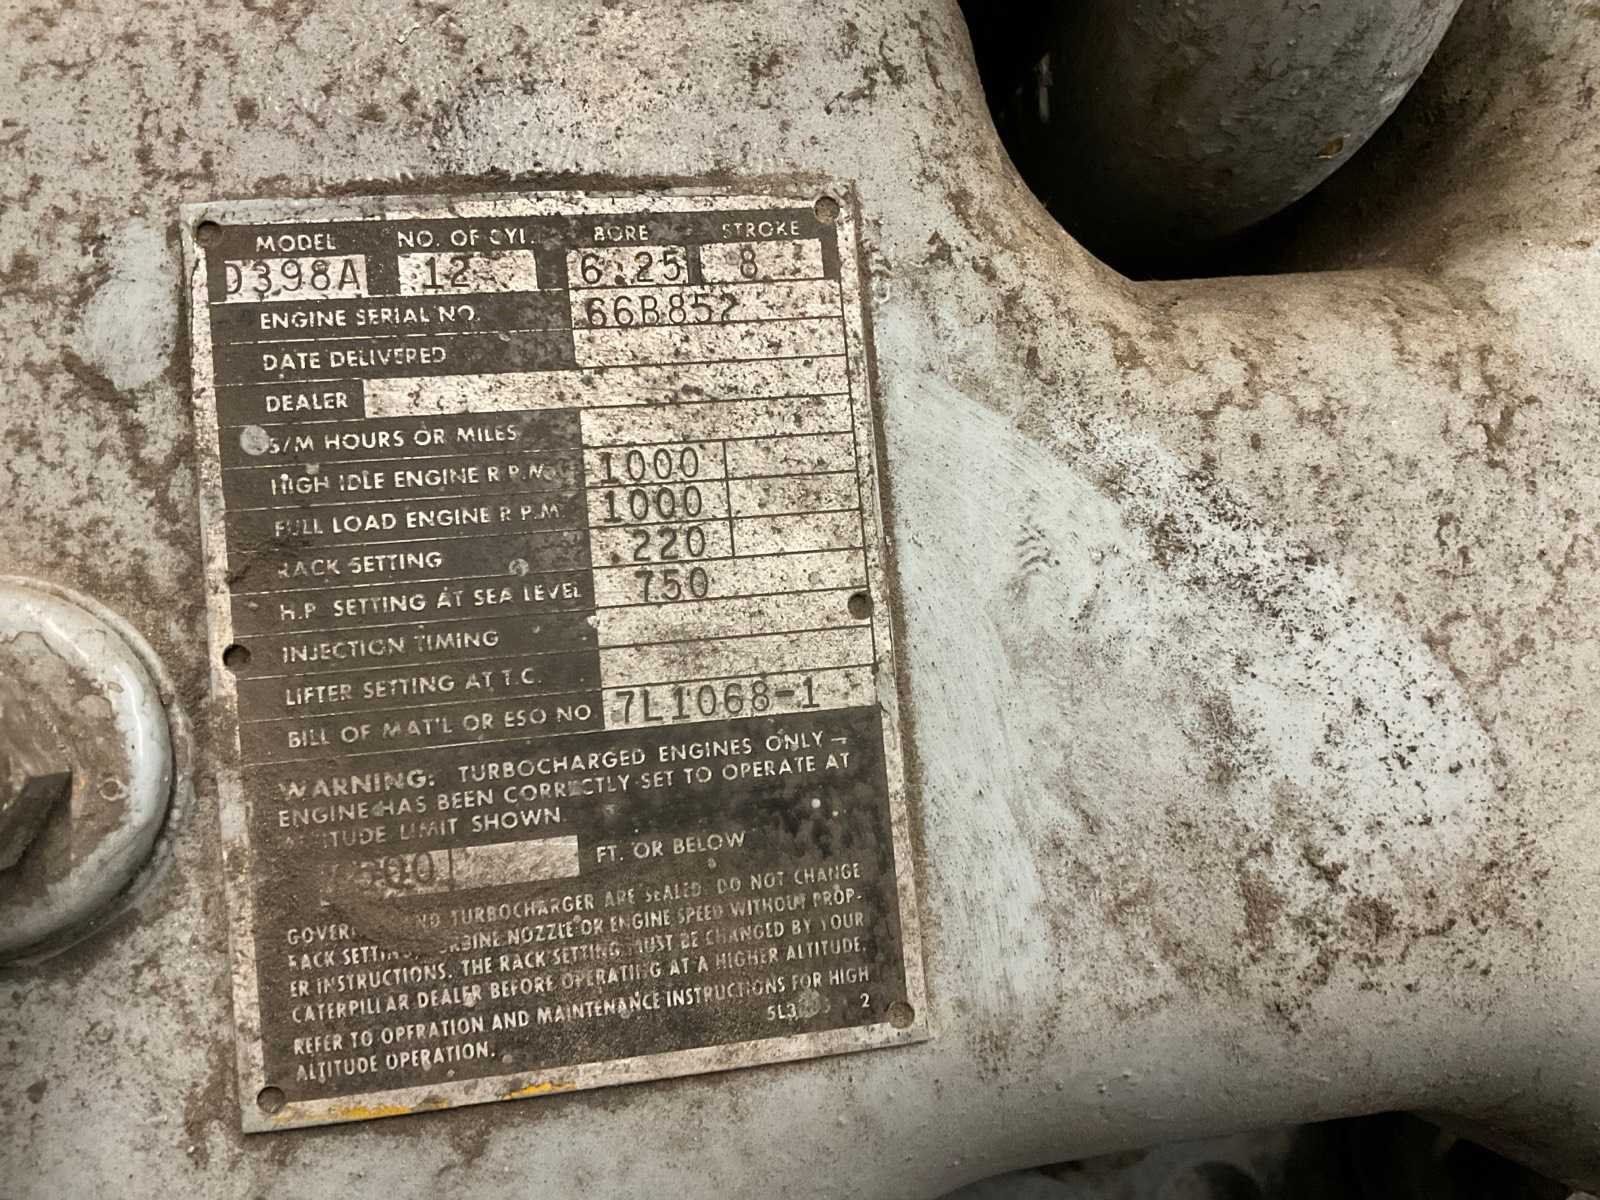 MODEL NO. OF CYL. BORE STROKE
D398A 12 6.25 8
ENGINE SERIAL NO. 66B852
DATE DELIVERED
DEALER
S/M HOURS OR MILES
HIGH IDLE ENGINE R.P.M. 1000
FULL LOAD ENGINE R.P.M. 1000
RACK SETTING 220
H.P. SETTING AT SEA LEVEL 750
INJECTION TIMING
LIFTER SETTING AT T.C.
BILL OF MAT'L OR ESO NO 7L1068-1
WARNING: TURBOCHARGED ENGINES ONLY—
ENGINE HAS BEEN CORRECTLY SET TO OPERATE AT
ALTITUDE LIMIT SHOWN.
FT. OR BELOW
TURBOCHARGER ARE SEALED. DO NOT CHANGE
RACK SETTING, TURBINE NOZZLE OR ENGINE SPEED WITHOUT PROP-
ER INSTRUCTIONS. THE RACK SETTING MUST BE CHANGED BY YOUR
CATERPILLAR DEALER BEFORE OPERATING AT A HIGHER ALTITUDE.
REFER TO OPERATION AND MAINTENANCE INSTRUCTIONS FOR HIGH
ALTITUDE OPERATION. 2